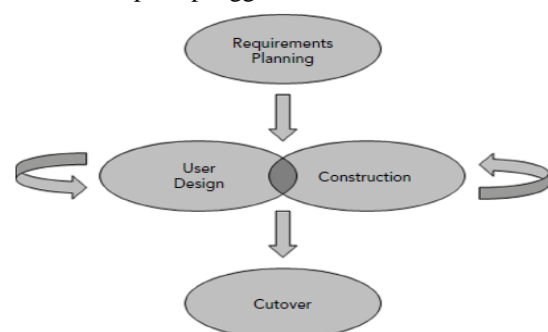 Requirements
Planning
User
Design
Construction
Cutover